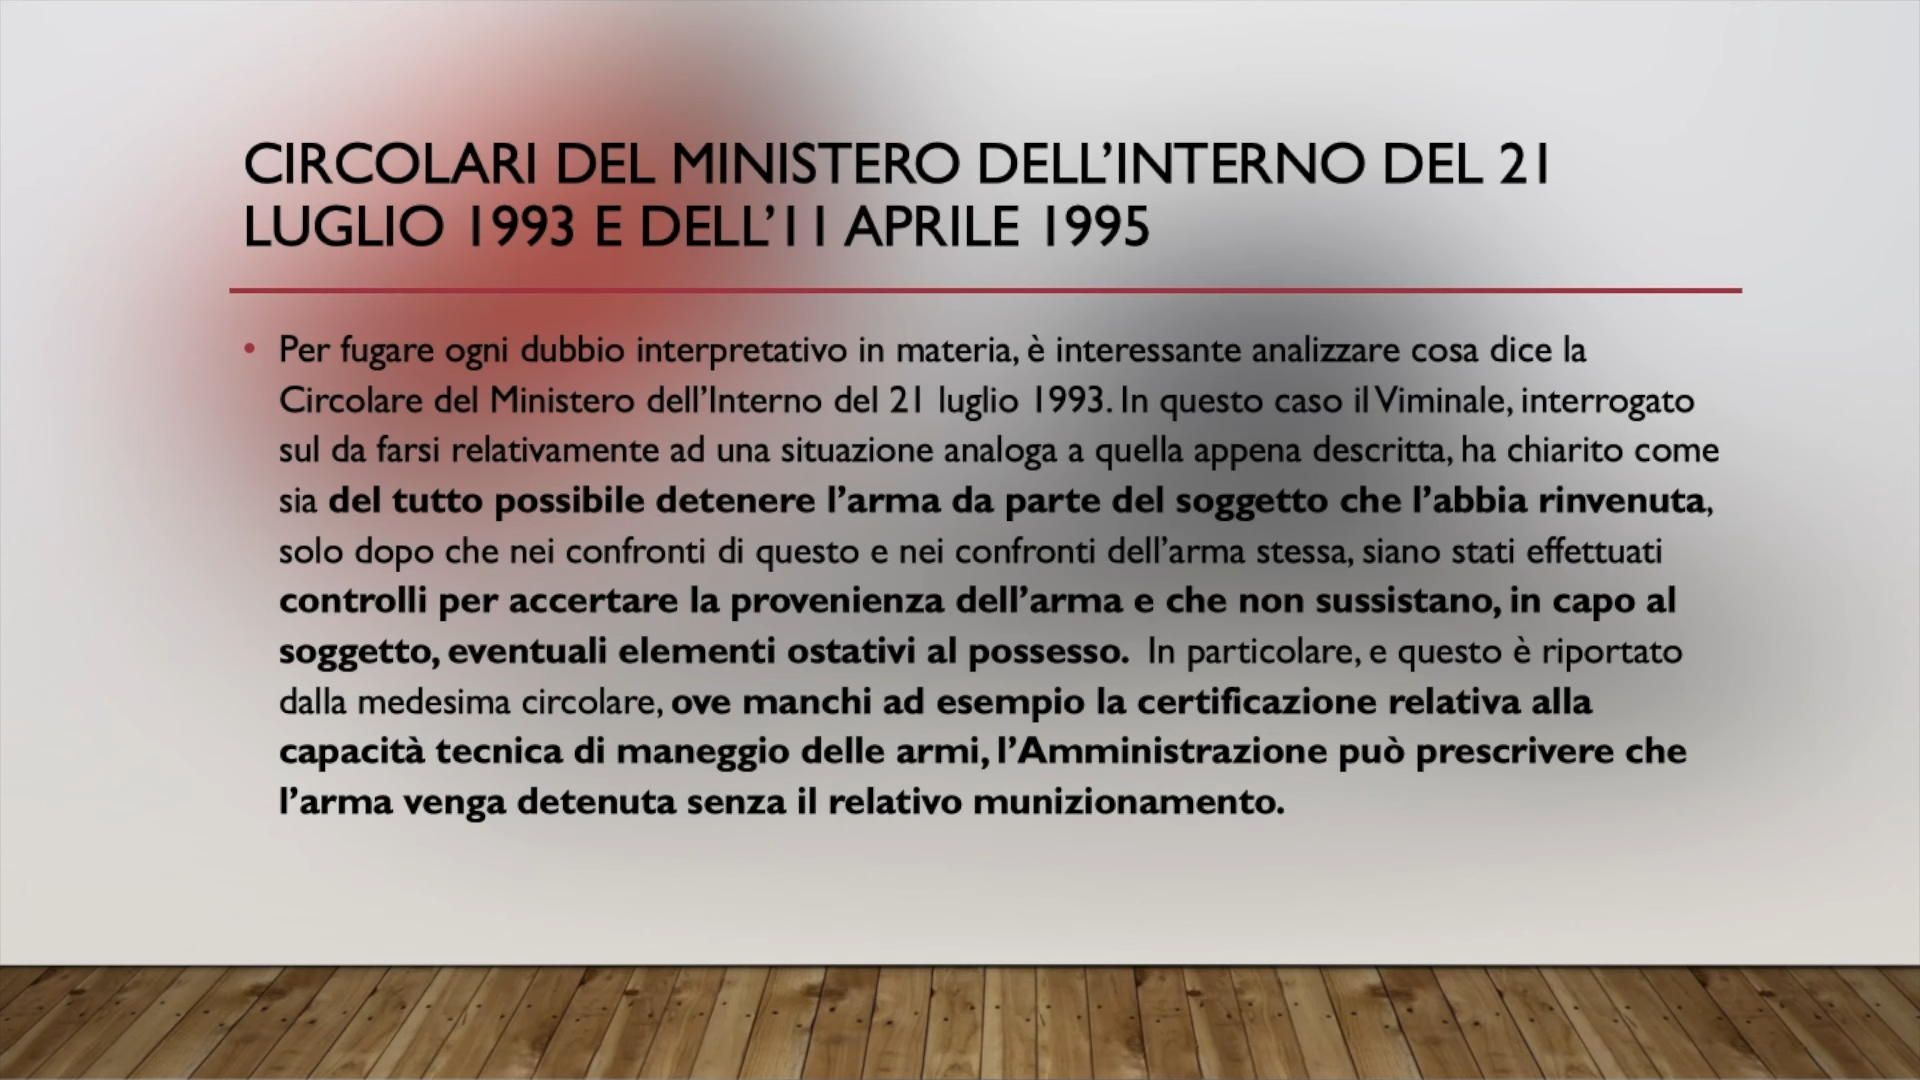 CIRCOLARI DEL MINISTERO DELL’INTERNO DEL 21
LUGLIO 1993 E DELL’11 APRILE 1995
• Per fugare ogni dubbio interpretativo in materia, è interessante analizzare cosa dice la
Circolare del Ministero dell’Interno del 21 luglio 1993. In questo caso il Viminale, interrogato
sul da farsi relativamente ad una situazione analoga a quella appena descritta, ha chiarito come
sia del tutto possibile detenere l’arma da parte del soggetto che l’abbia rinvenuta,
solo dopo che nei confronti di questo e nei confronti dell’arma stessa, siano stati effettuati
controlli per accertare la provenienza dell’arma e che non sussistano, in capo al
soggetto, eventuali elementi ostativi al possesso. In particolare, e questo è riportato
dalla medesima circolare, ove manchi ad esempio la certificazione relativa alla
capacità tecnica di maneggio delle armi, l’Amministrazione può prescrivere che
l’arma venga detenuta senza il relativo munizionamento.